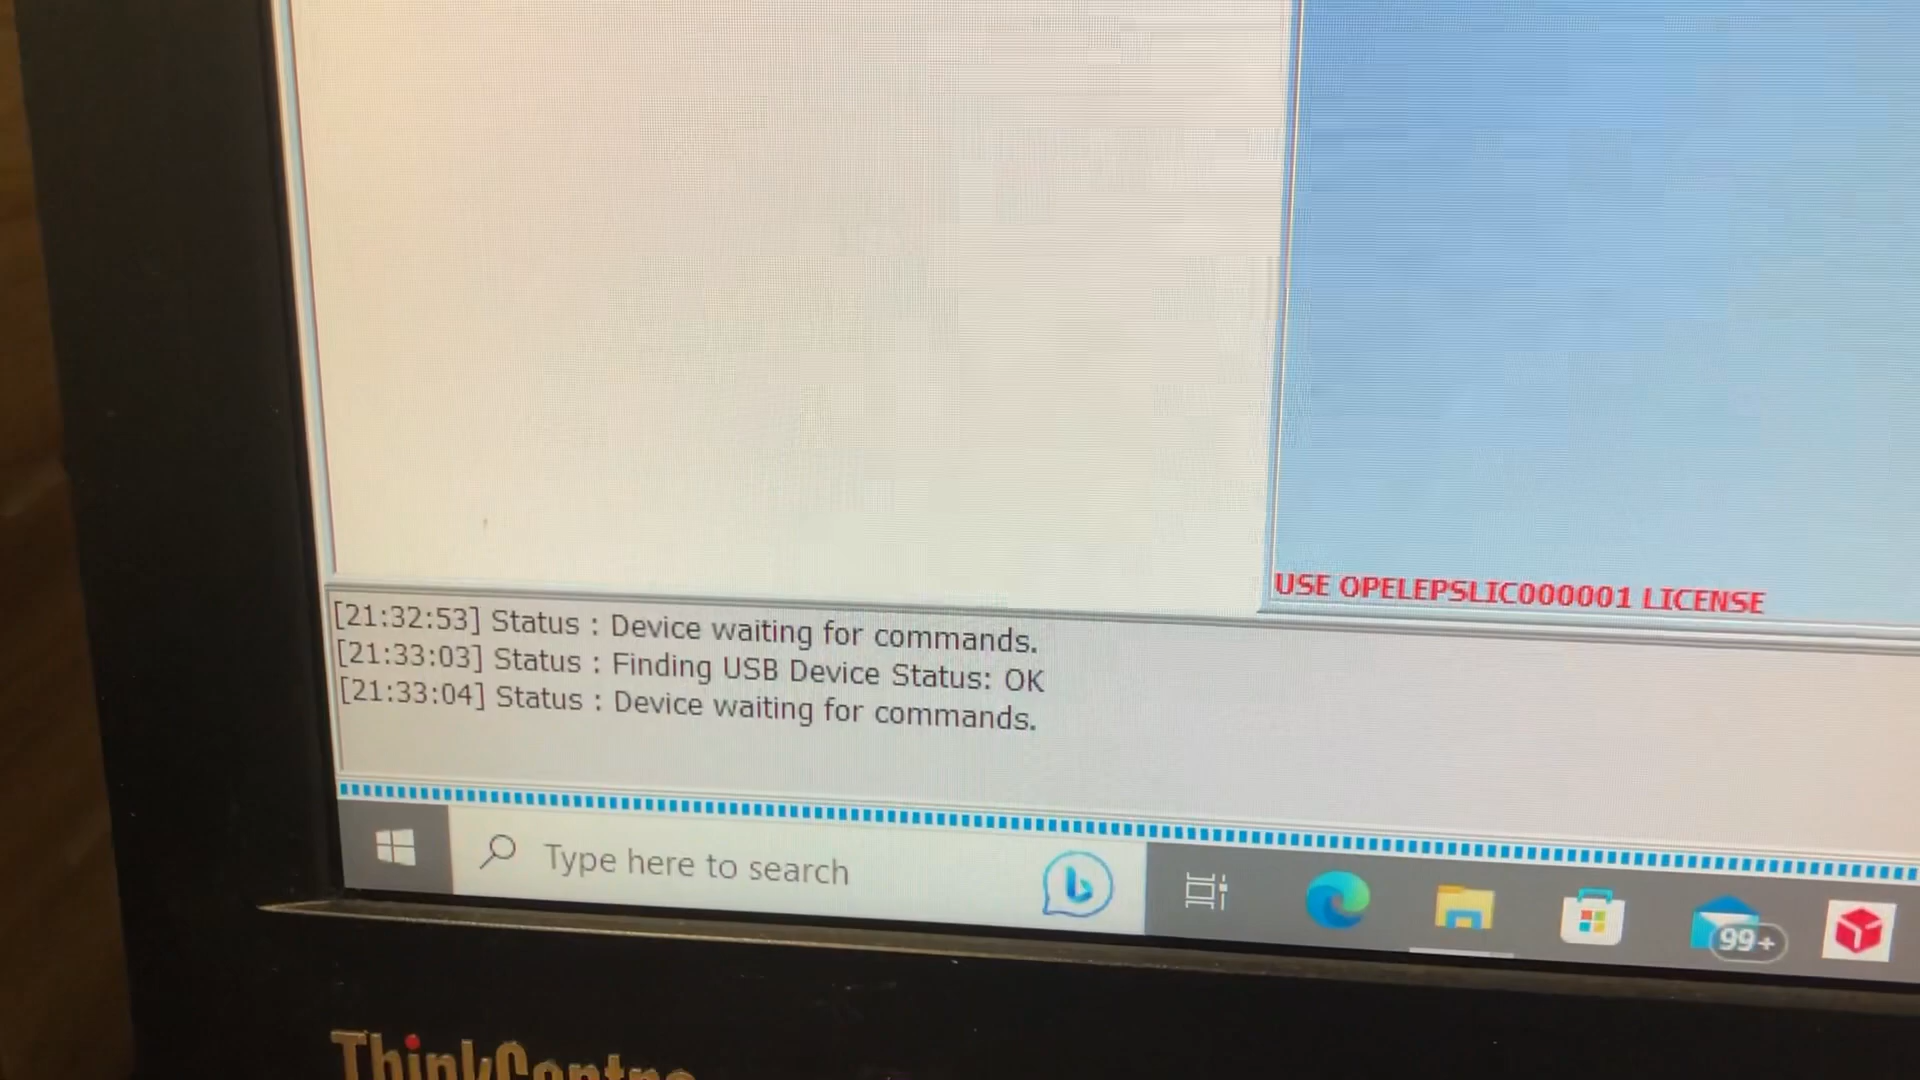 USE OPELEPSLIC000001 LICENSE
[21:32:53] Status : Device waiting for commands.
[21:33:03] Status : Finding USB Device Status: OK
[21:33:04] Status : Device waiting for commands.
Type here to search
99+
ThinkCentre